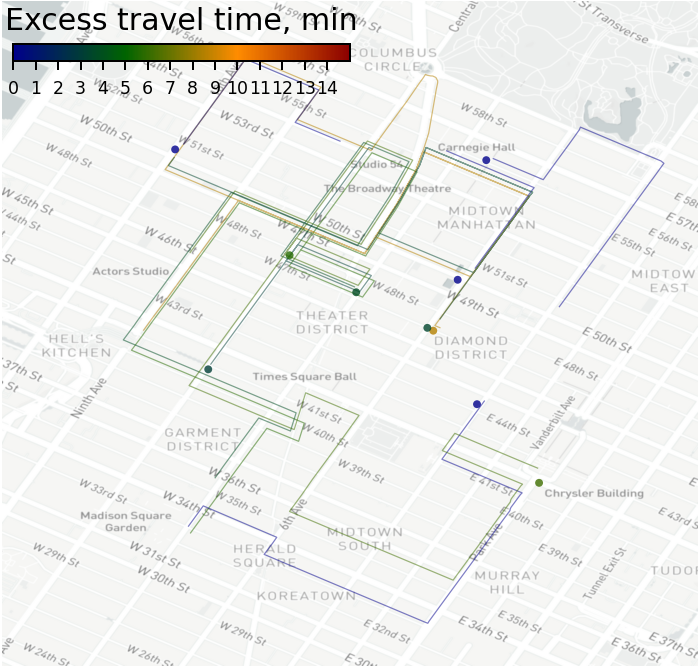 Excess travel time, min
0 1 2 3 4 5 6 7 8 9 10 11 12 13 14
W 59th St
St Transverse
Central
W 56th St
COLUMBUS
CIRCLE
W 55th St
W 58th St
W 53rd St
W 50th St
W 51st St
Carnegie Hall
W 48th St
Studio 54
The Broadway Theatre
E 58
E 57th
W 45th St
W 44th St
W 48th St
W 50th St
MIDTOWN
MANHATTAN
E 56th St
E 55th St
W 46th St
W 47th St
Actors Studio
W 48th St
W 51st St
MIDTOWN
EAST
W 49th St
W 43rd St
THEATER
DISTRICT
DIAMOND
DISTRICT
E 50th St
HELL'S
KITCHEN
W 37th St
Times Square Ball
E 48th St
Ninth Ave
W 41st St
W 40th St
E 44th St
Vanderbilt Ave
GARMENT
DISTRICT
W 39th St
W 36th St
W 35th St
W 33rd St
W 34th St
E 41st St
Chrysler Building
Madison Square
Garden
6th Ave
E 40th St
E 43rd St
MIDTOWN
SOUTH
Park Ave
E 39th St
W 31st St
W 29th St
W 30th St
HERALD
SQUARE
E 38th St
Tunnel Exit St
MURRAY
HILL
TUDOR
KOREATOWN
E 35th St
W 29th St
E 32nd St
E 34th St
E 36th St
E 37th
W 24th St
W 26th St
E 30th